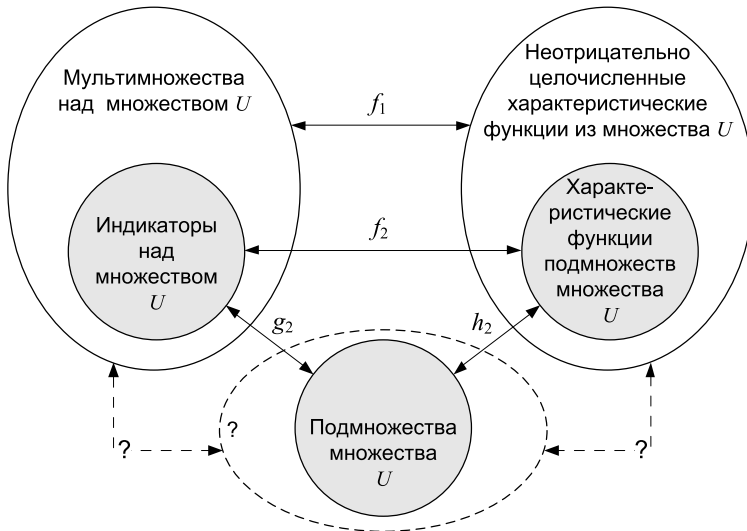 Мультимножества
над множеством U
Неотрицательно
целочисленные
характеристические
функции из множества U
f1
Индикаторы
над
множеством
U
f2
Характе-
ристические
функции
подмножеств
множества
U
g2
h2
?
?
?
Подмножества
множества
U